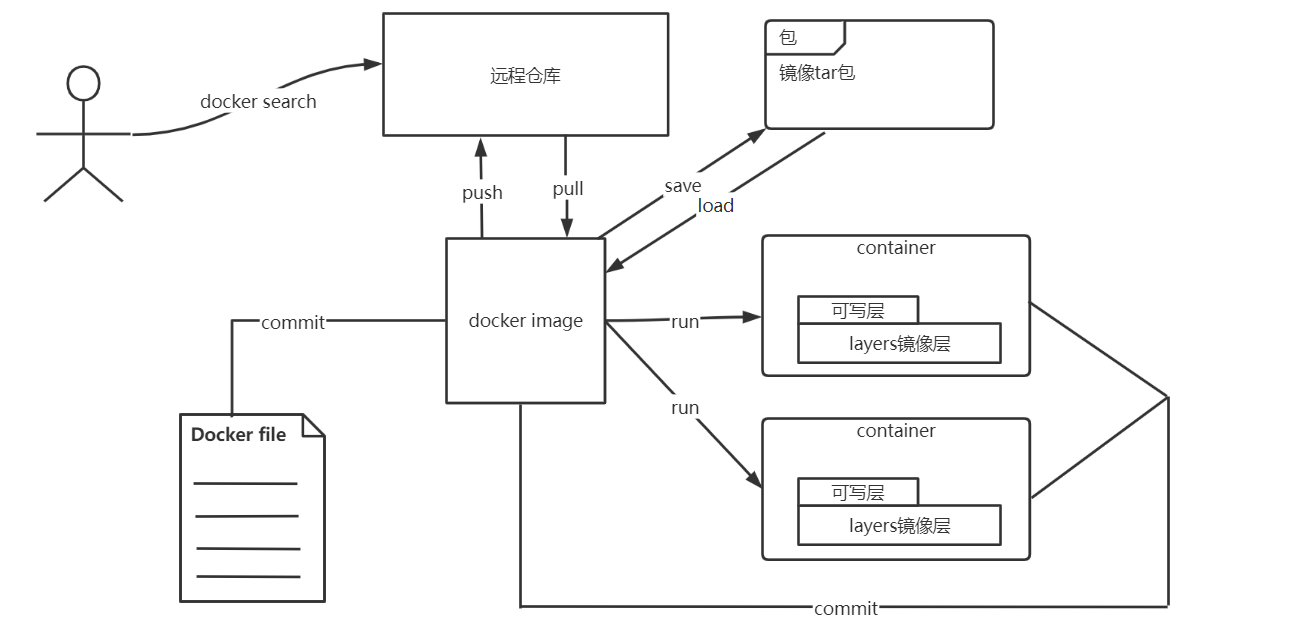 远程仓库
包
镜像tar包
docker search
push
pull
save
load
container
可写层
layers镜像层
commit
docker image
run
run
Docker file
container
可写层
layers镜像层
commit